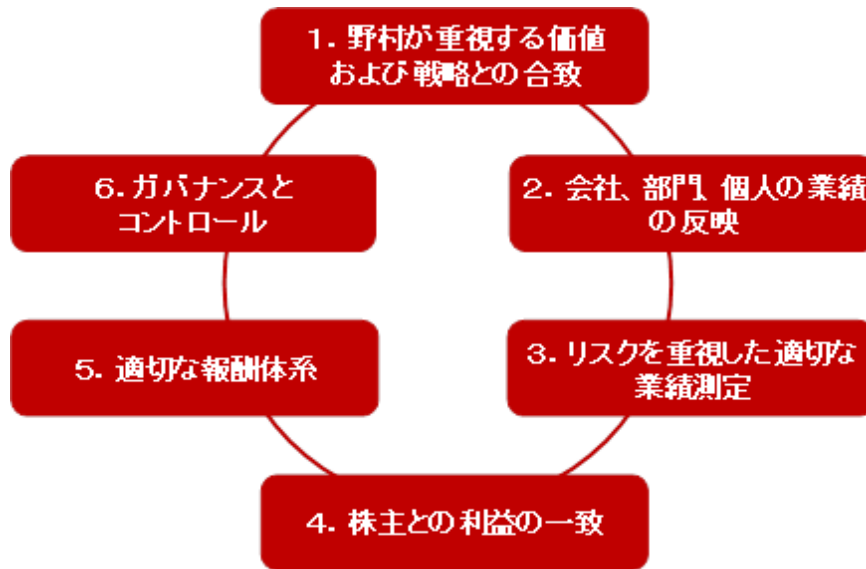 1. 野村が重視する価値
および戦略との合致
2. 会社、部門、個人の業績
の反映
3. リスクを重視した適切な
業績測定
4. 株主との利益の一致
5. 適切な報酬体系
6. ガバナンスと
コントロール